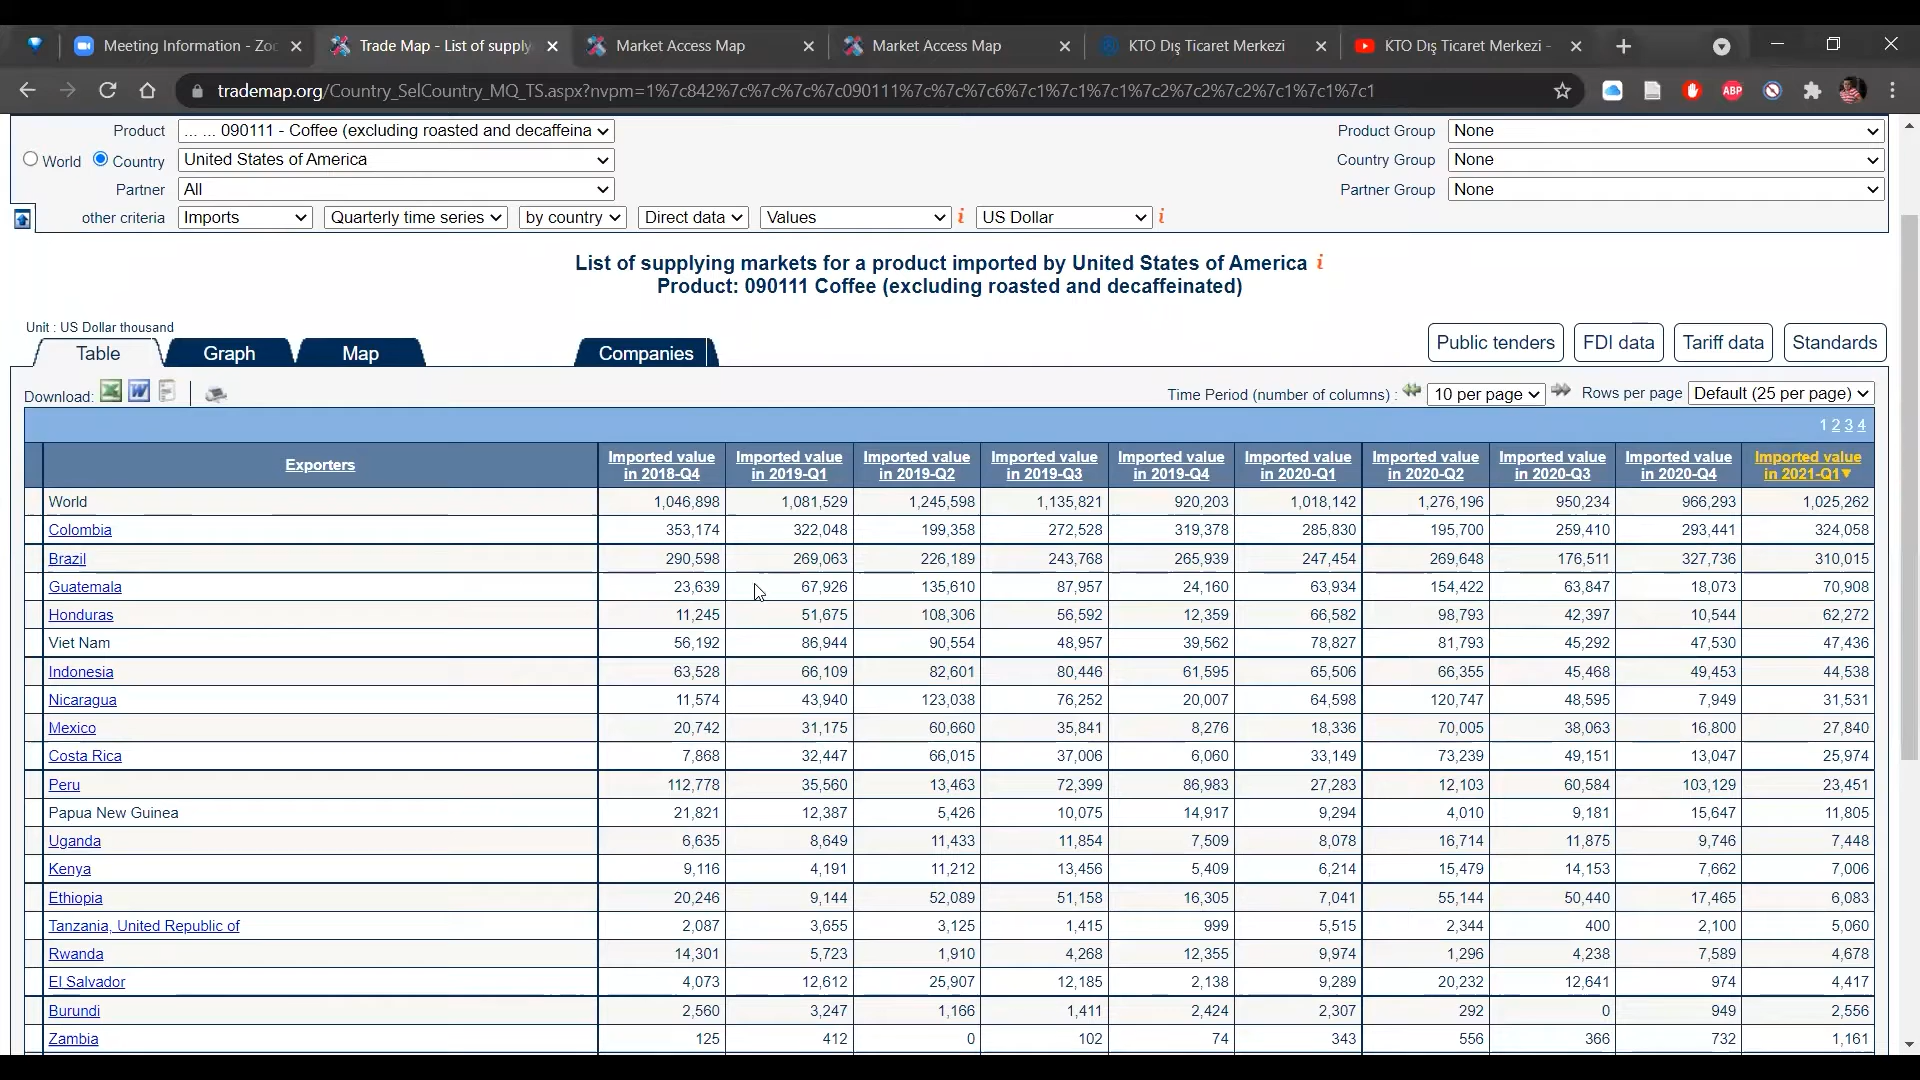 Meeting Information - Zoo
Trade Map - List of supply
Market Access Map
Market Access Map
KTO Dış Ticaret Merkezi
KTO Dış Ticaret Merkezi -
trademap.org/Country_SelCountry_MQ_TS.aspx?nvpm=1%7c842%7c%7c%7c%7c090111%7c%7c%7c6%7c1%7c1%7c1%7c2%7c2%7c2%7c1%7c1%7c1
ABP
Product ... ... 090111 - Coffee (excluding roasted and decaffeina Product Group None
World Country United States of America Country Group None
Partner All Partner Group None
other criteria Imports Quarterly time series by country Direct data Values i US Dollar i
List of supplying markets for a product imported by United States of America i
Product: 090111 Coffee (excluding roasted and decaffeinated)
Unit : US Dollar thousand
Table Graph Map Companies Public tenders FDI data Tariff data Standards
Download: Time Period (number of columns) : 10 per page Rows per page Default (25 per page)
1 2 3 4
Exporters Imported value in 2018-Q4 Imported value in 2019-Q1 Imported value in 2019-Q2 Imported value in 2019-Q3 Imported value in 2019-Q4 Imported value in 2020-Q1 Imported value in 2020-Q2 Imported value in 2020-Q3 Imported value in 2020-Q4 Imported value in 2021-Q1▼
World 1,046,898 1,081,529 1,245,598 1,135,821 920,203 1,018,142 1,276,196 950,234 966,293 1,025,262
Colombia 353,174 322,048 199,358 272,528 319,378 285,830 195,700 259,410 293,441 324,058
Brazil 290,598 269,063 226,189 243,768 265,939 247,454 269,648 176,511 327,736 310,015
Guatemala 23,639 67,926 135,610 87,957 24,160 63,934 154,422 63,847 18,073 70,908
Honduras 11,245 51,675 108,306 56,592 12,359 66,582 98,793 42,397 10,544 62,272
Viet Nam 56,192 86,944 90,554 48,957 39,562 78,827 81,793 45,292 47,530 47,436
Indonesia 63,528 66,109 82,601 80,446 61,595 65,506 66,355 45,468 49,453 44,538
Nicaragua 11,574 43,940 123,038 76,252 20,007 64,598 120,747 48,595 7,949 31,531
Mexico 20,742 31,175 60,660 35,841 8,276 18,336 70,005 38,063 16,800 27,840
Costa Rica 7,868 32,447 66,015 37,006 6,060 33,149 73,239 49,151 13,047 25,974
Peru 112,778 35,560 13,463 72,399 86,983 27,283 12,103 60,584 103,129 23,451
Papua New Guinea 21,821 12,387 5,426 10,075 14,917 9,294 4,010 9,181 15,647 11,805
Uganda 6,635 8,649 11,433 11,854 7,509 8,078 16,714 11,875 9,746 7,448
Kenya 9,116 4,191 11,212 13,456 5,409 6,214 15,479 14,153 7,662 7,006
Ethiopia 20,246 9,144 52,089 51,158 16,305 7,041 55,144 50,440 17,465 6,083
Tanzania, United Republic of 2,087 3,655 3,125 1,415 999 5,515 2,344 400 2,100 5,060
Rwanda 14,301 5,723 1,910 4,268 12,355 9,974 1,296 4,238 7,589 4,678
El Salvador 4,073 12,612 25,907 12,185 2,138 9,289 20,232 12,641 974 4,417
Burundi 2,560 3,247 1,166 1,411 2,424 2,307 292 0 949 2,556
Zambia 125 412 0 102 74 343 556 366 732 1,161